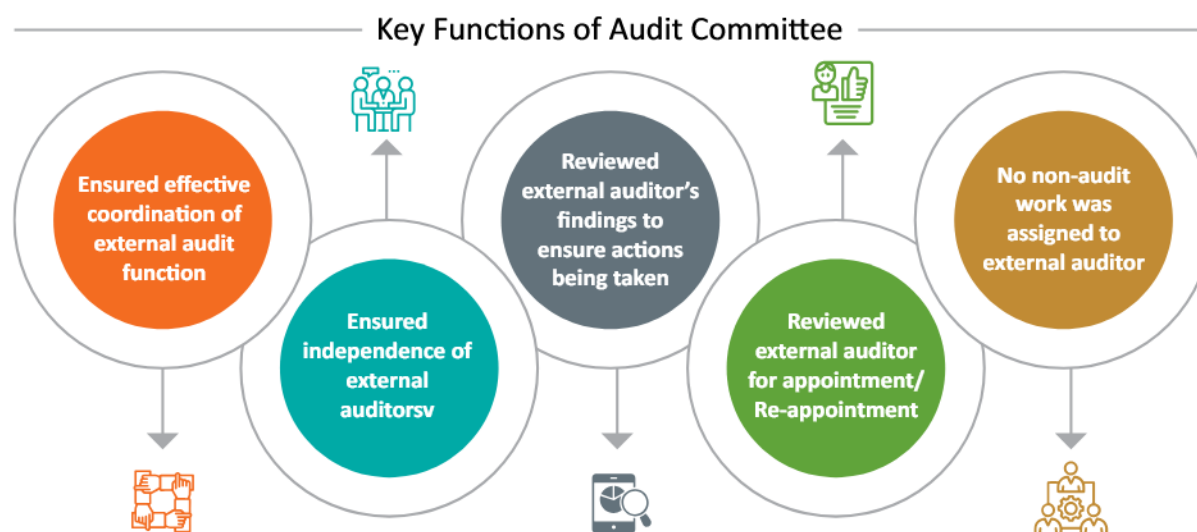 Key Functions of Audit Committee
Ensured effective
coordination of
external audit
function
Ensured
independence of
external
auditorsv
Reviewed
external auditor’s
findings to
ensure actions
being taken
Reviewed
external auditor
for appointment/
Re-appointment
No non-audit
work was
assigned to
external auditor